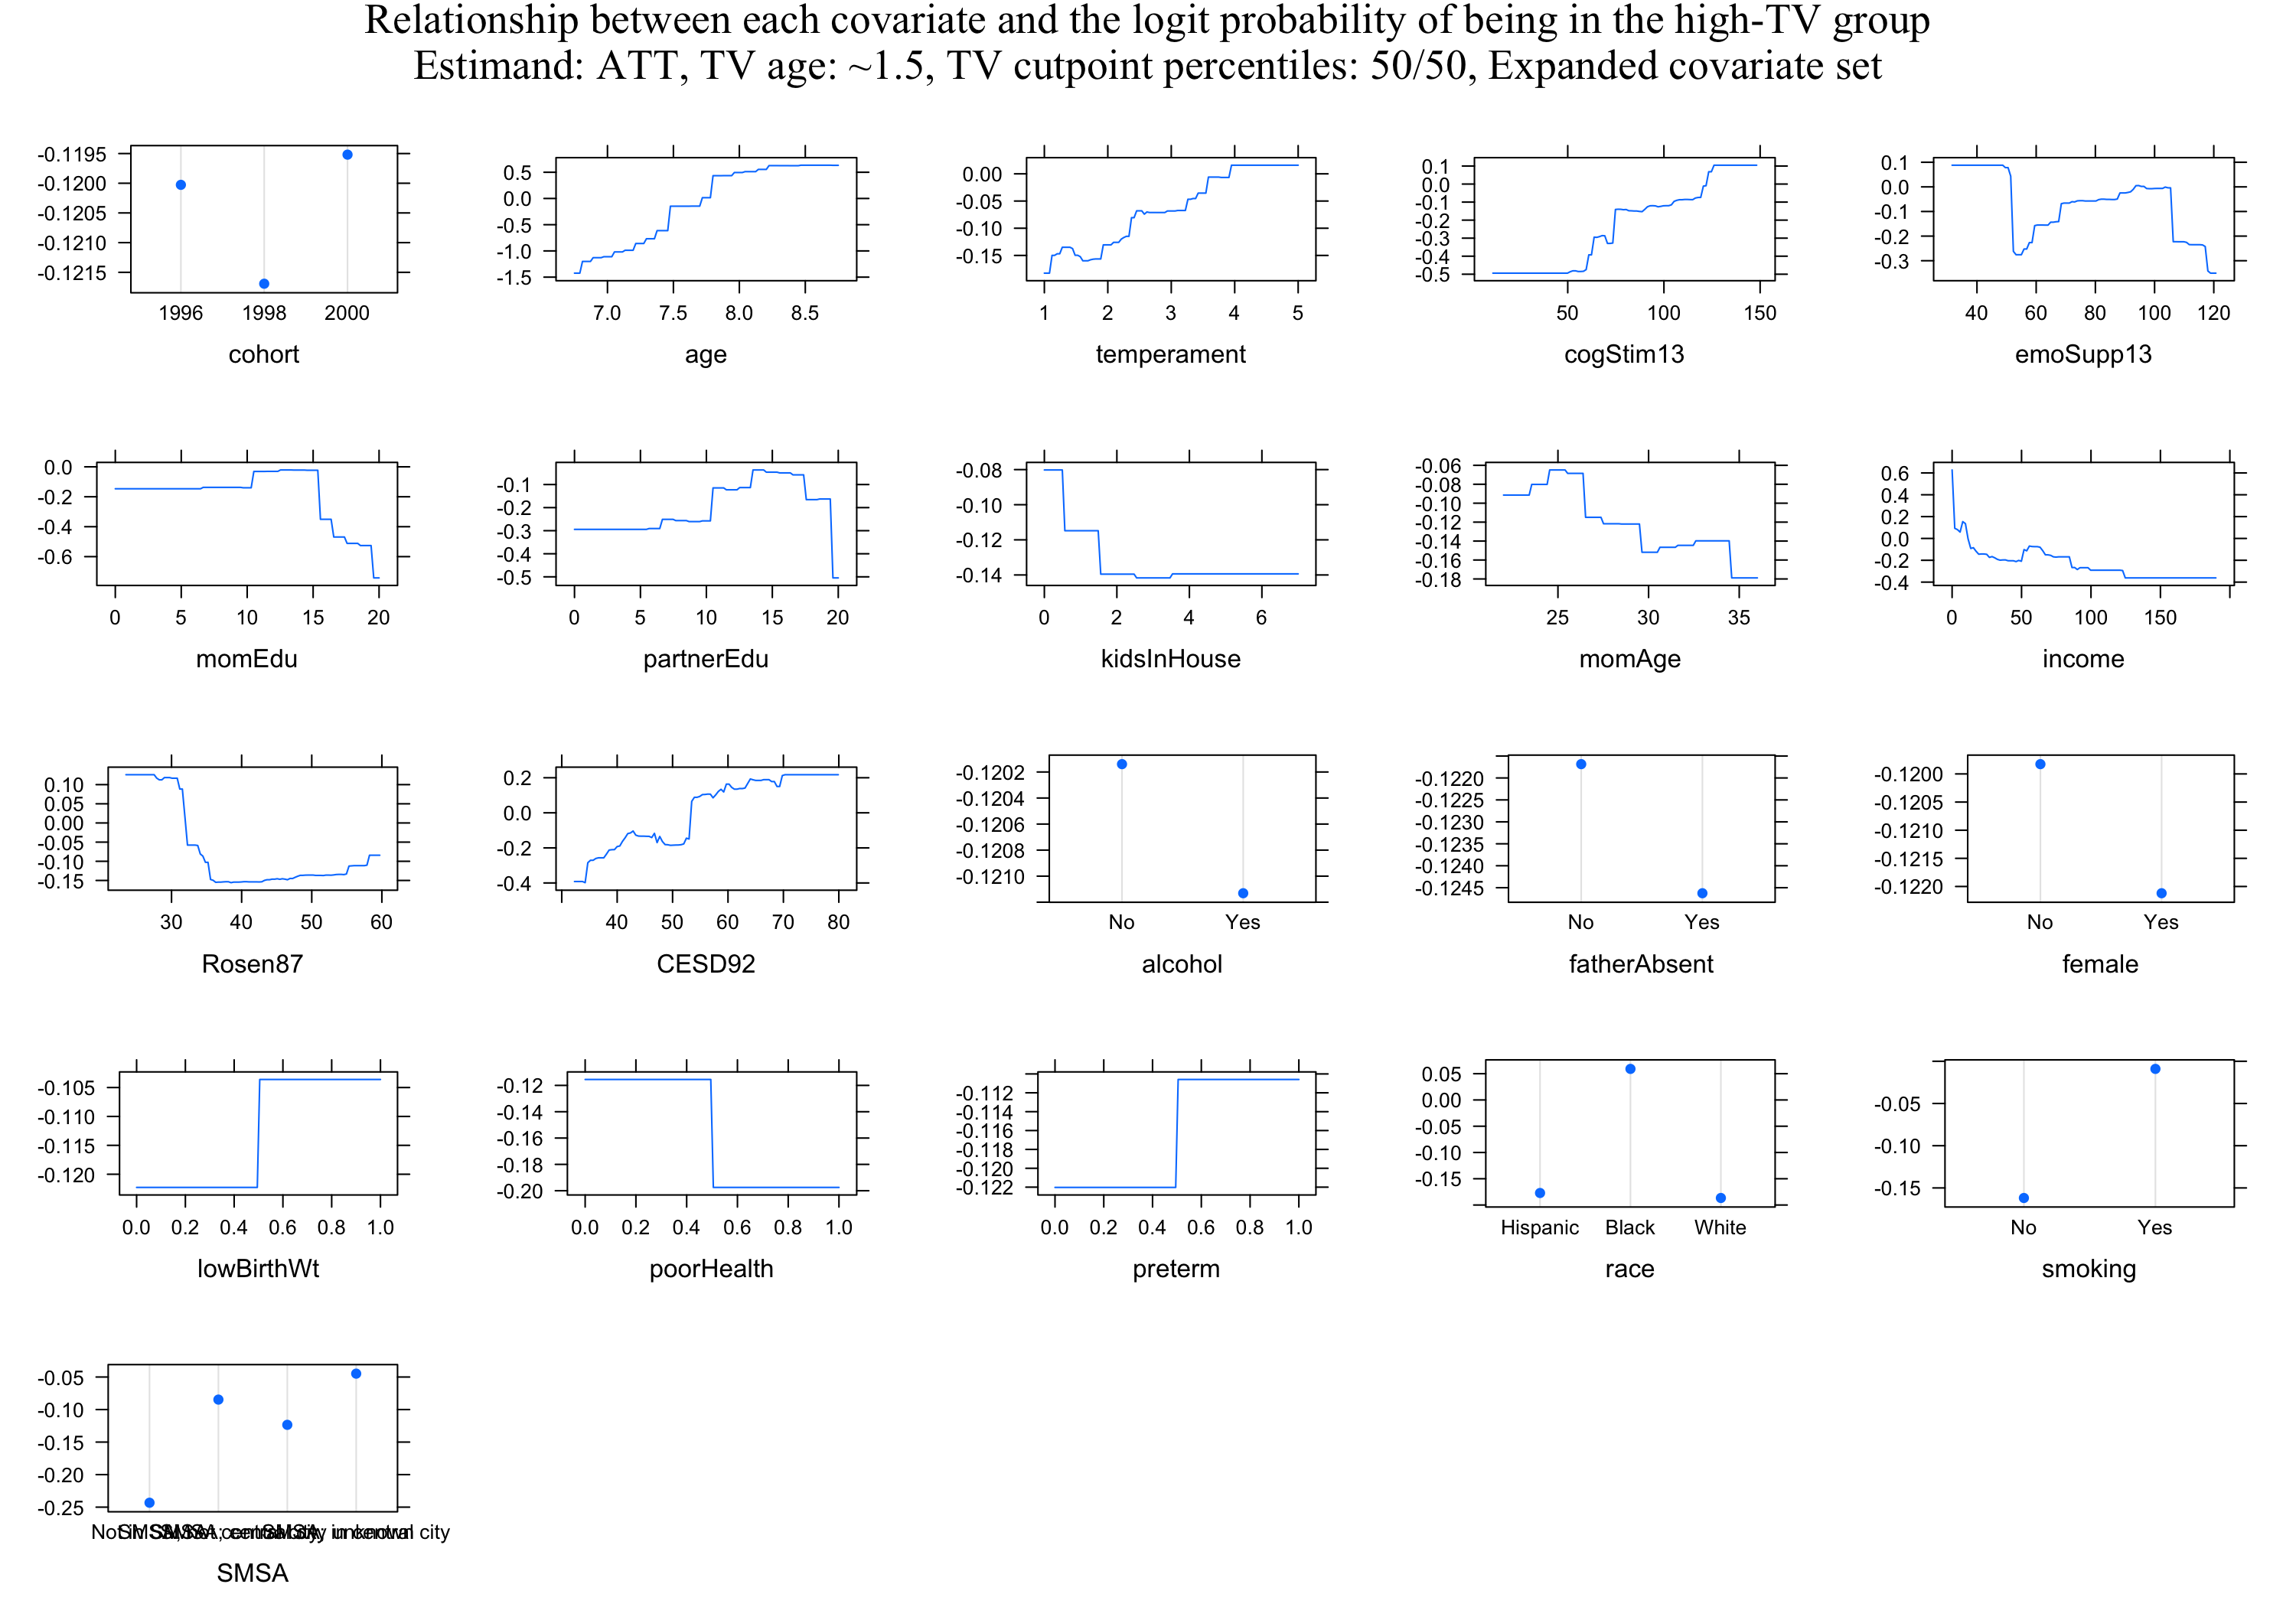 Relationship between each covariate and the logit probability of being in the high-TV group
Estimand: ATT, TV age: ~1.5, TV cutpoint percentiles: 50/50, Expanded covariate set
-0.1195
-0.1200
-0.1205
-0.1210
-0.1215
1996 1998 2000
cohort
0.5
0.0
-0.5
-1.0
-1.5
7.0 7.5 8.0 8.5
age
0.00
-0.05
-0.10
-0.15
1 2 3 4 5
temperament
0.1
0.0
-0.1
-0.2
-0.3
-0.4
-0.5
50 100 150
cogStim13
0.1
0.0
-0.1
-0.2
-0.3
40 60 80 100 120
emoSupp13
0.0
-0.2
-0.4
-0.6
0 5 10 15 20
momEdu
-0.1
-0.2
-0.3
-0.4
-0.5
0 5 10 15 20
partnerEdu
-0.08
-0.10
-0.12
-0.14
0 2 4 6
kidsInHouse
-0.06
-0.08
-0.10
-0.12
-0.14
-0.16
-0.18
25 30 35
momAge
0.6
0.4
0.2
0.0
-0.2
-0.4
0 50 100 150
income
0.10
0.05
0.00
-0.05
-0.10
-0.15
30 40 50 60
Rosen87
0.2
0.0
-0.2
-0.4
40 50 60 70 80
CESD92
-0.1202
-0.1204
-0.1206
-0.1208
-0.1210
No Yes
alcohol
-0.1220
-0.1225
-0.1230
-0.1235
-0.1240
-0.1245
No Yes
fatherAbsent
-0.1200
-0.1205
-0.1210
-0.1215
-0.1220
No Yes
female
-0.105
-0.110
-0.115
-0.120
0.0 0.2 0.4 0.6 0.8 1.0
lowBirthWt
-0.12
-0.14
-0.16
-0.18
-0.20
0.0 0.2 0.4 0.6 0.8 1.0
poorHealth
-0.112
-0.114
-0.116
-0.118
-0.120
-0.122
0.0 0.2 0.4 0.6 0.8 1.0
preterm
0.05
0.00
-0.05
-0.10
-0.15
Hispanic Black White
race
-0.05
-0.10
-0.15
No Yes
smoking
-0.05
-0.10
-0.15
-0.20
-0.25
city
SMSA